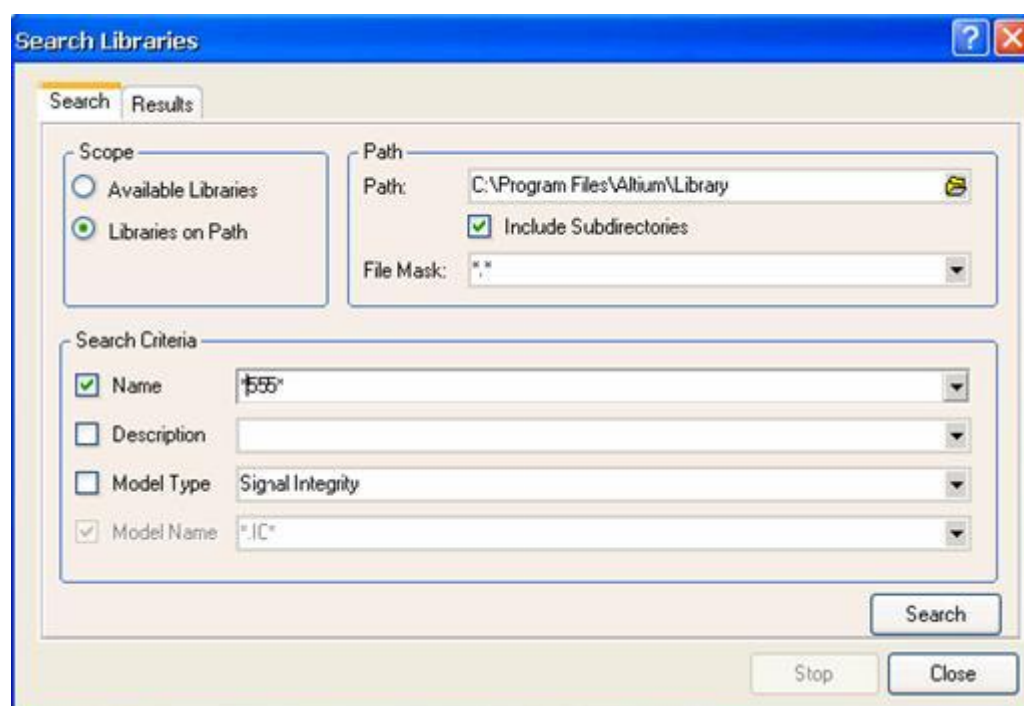 Search Libraries
Search Results
Scope
Available Libraries
Libraries on Path
Path
Path: C:\Program Files\Altium\Library
Include Subdirectories
File Mask: *.*
Search Criteria
Name *555*
Description
Model Type Signal Integrity
Model Name *.IC*
Search
Stop Close